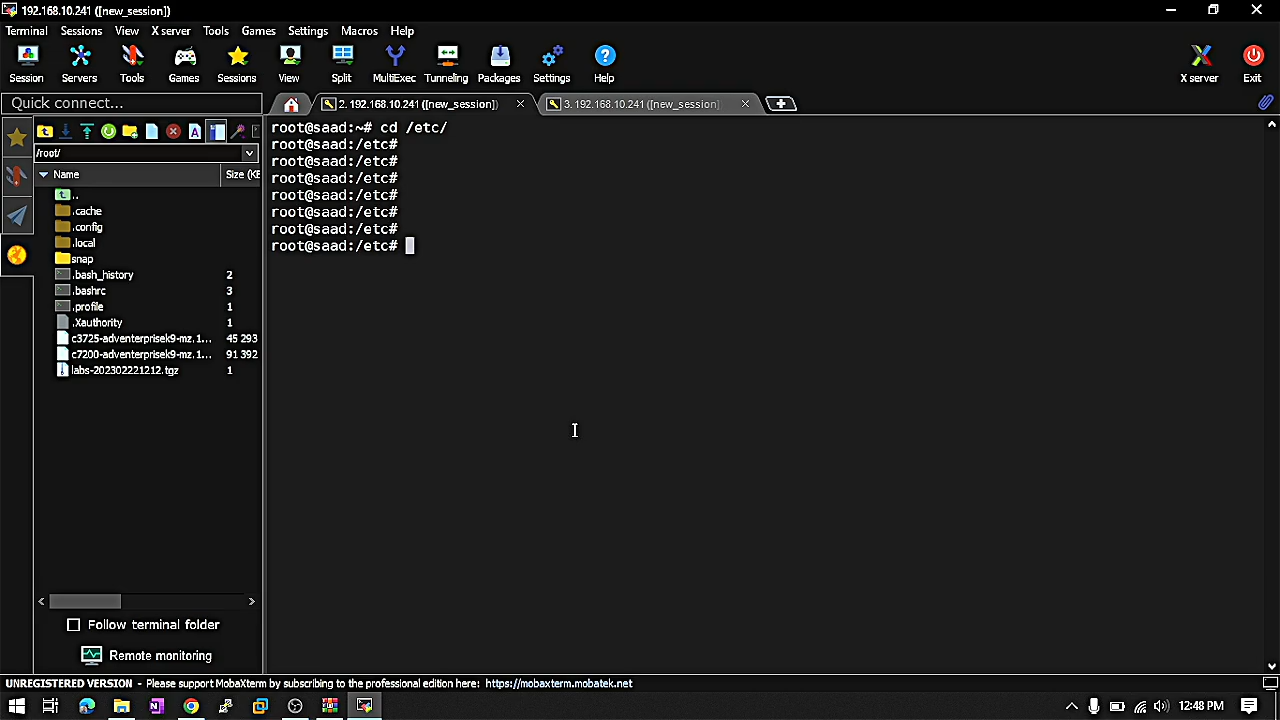 192.168.10.241 ([new_session])
Terminal Sessions View X server Tools Games Settings Macros Help
Session Servers Tools Games Sessions View Split MultiExec Tunneling Packages Settings Help X server Exit
Quick connect...
2. 192.168.10.241 ([new_session])
3. 192.168.10.241 ([new_session]
/root/
Name Size (KB
..
.cache
.config
.local
snap
.bash_history 2
.bashrc 3
.profile 1
.Xauthority 1
c3725-adventerprisek9-mz.1... 45 293
c7200-adventerprisek9-mz.1... 91 392
labs-202302221212.tgz 1
Follow terminal folder
Remote monitoring
root@saad:~# cd /etc/
root@saad:/etc#
root@saad:/etc#
root@saad:/etc#
root@saad:/etc#
root@saad:/etc#
root@saad:/etc#
root@saad:/etc#
UNREGISTERED VERSION - Please support MobaXterm by subscribing to the professional edition here: https://mobaxterm.mobatek.net
12:48 PM